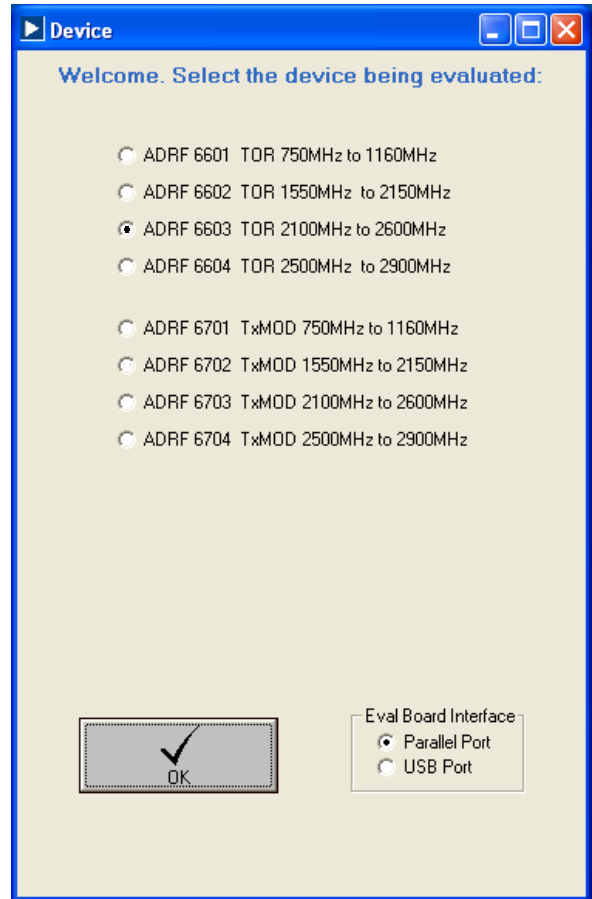 Device
Welcome. Select the device being evaluated:
ADRF 6601 TOR 750MHz to 1160MHz
ADRF 6602 TOR 1550MHz to 2150MHz
ADRF 6603 TOR 2100MHz to 2600MHz
ADRF 6604 TOR 2500MHz to 2900MHz
ADRF 6701 TxMOD 750MHz to 1160MHz
ADRF 6702 TxMOD 1550MHz to 2150MHz
ADRF 6703 TxMOD 2100MHz to 2600MHz
ADRF 6704 TxMOD 2500MHz to 2900MHz
Eval Board Interface
Parallel Port
USB Port
OK